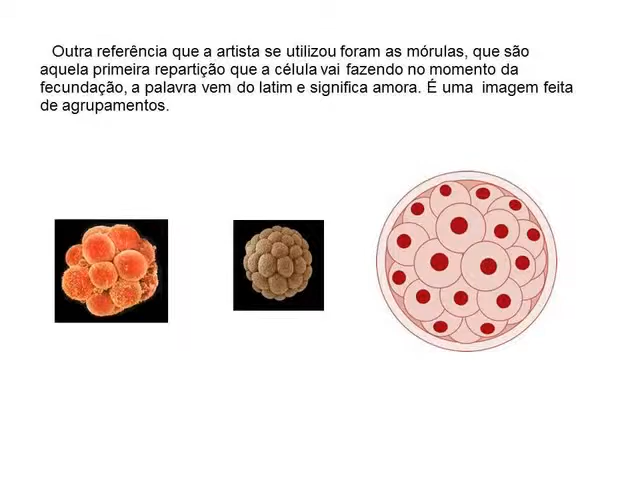 Outra referência que a artista se utilizou foram as mórulas, que são
aquela primeira repartição que a célula vai fazendo no momento da
fecundação, a palavra vem do latim e significa amora. É uma imagem feita
de agrupamentos.